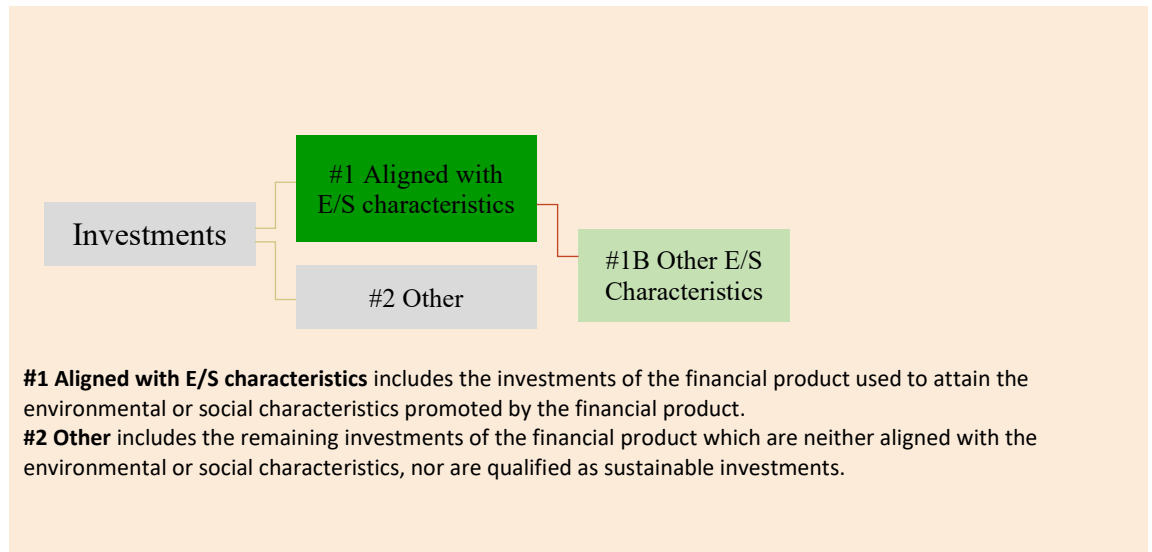 #1 Aligned with
E/S characteristics
Investments
#1B Other E/S
Characteristics
#2 Other
#1 Aligned with E/S characteristics includes the investments of the financial product used to attain the
environmental or social characteristics promoted by the financial product.
#2 Other includes the remaining investments of the financial product which are neither aligned with the
environmental or social characteristics, nor are qualified as sustainable investments.